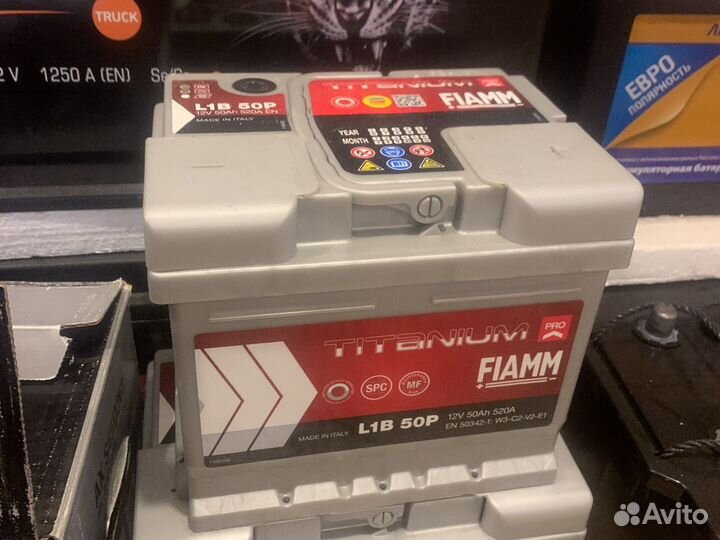 TRUCK
2 V 1250 A (EN)
ЕВРО
ПОЛЯРНОСТЬ
TITANIUM PRO
L1B 50P
12V 50Ah 520A EN
MADE IN ITALY
FIAMM
YEAR
MONTH
TITANIUM PRO
FIAMM
SPC
MF
L1B 50P
12V 50Ah 520A
MADE IN ITALY
EN 50342-1: W3-C2-V2-E1
Avito